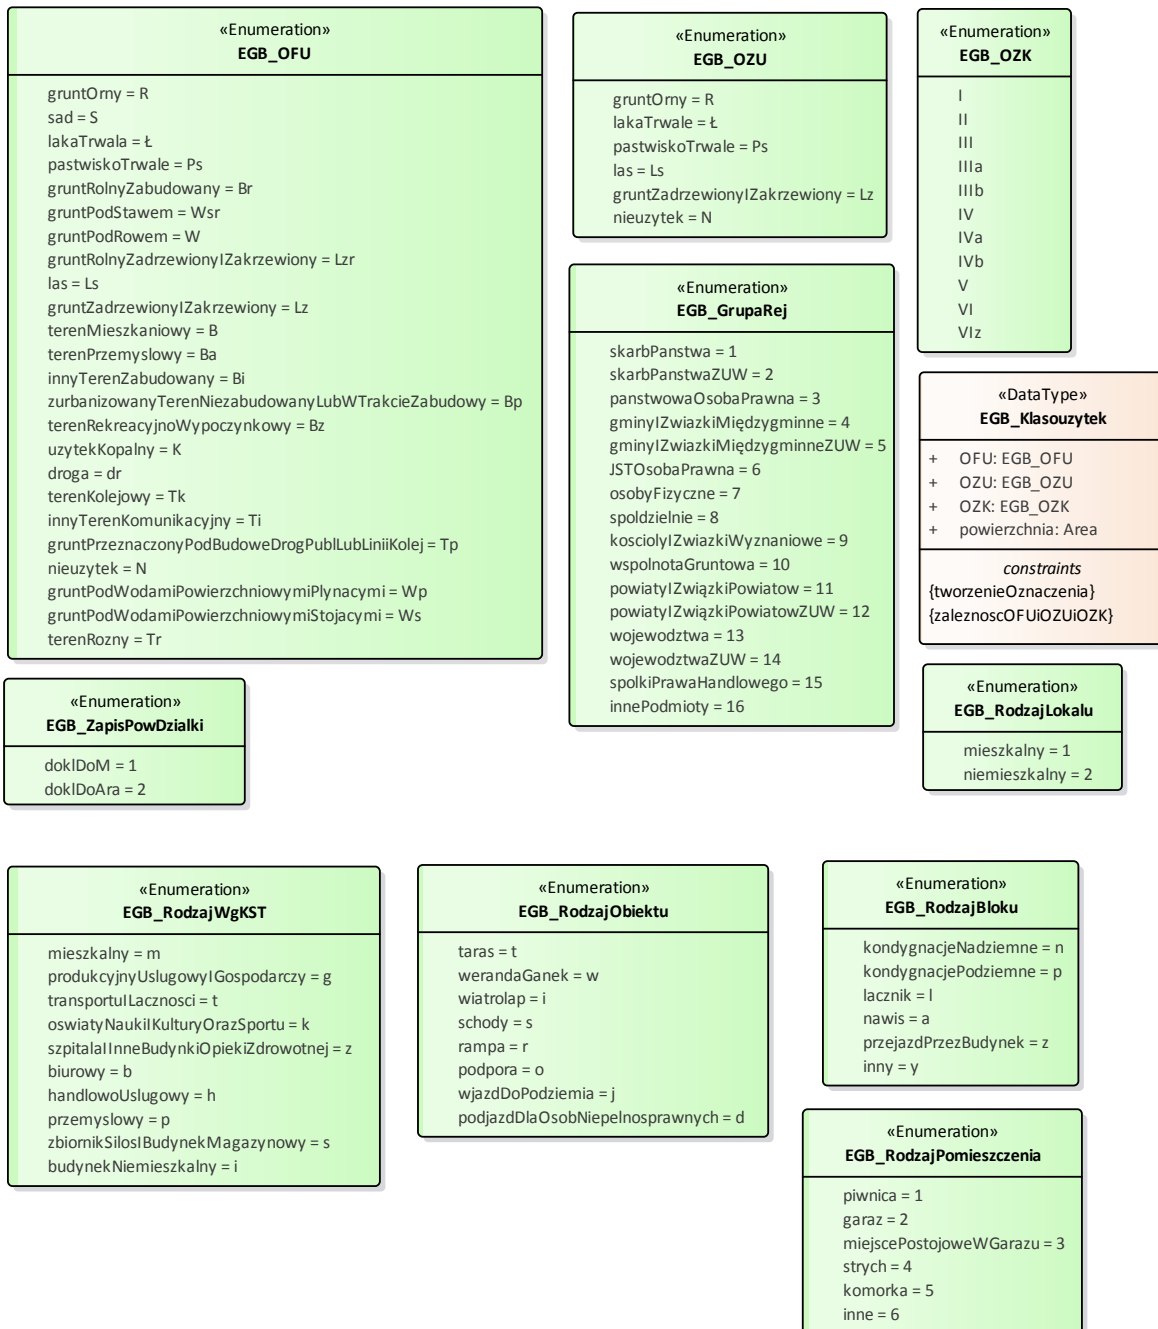 «Enumeration»
EGB_OFU
gruntOrny = R
sad = S
lakaTrwala = Ł
pastwiskoTrwale = Ps
gruntRolnyZabudowany = Br
gruntPodStawem = Wsr
gruntPodRowem = W
gruntRolnyZadrzewionyIZakrzewiony = Lzr
las = Ls
gruntZadrzewionyIZakrzewiony = Lz
terenMieszkaniowy = B
terenPrzemyslowy = Ba
innyTerenZabudowany = Bi
zurbanizowanyTerenNiezabudowanyLubWTrakcieZabudowy = Bp
terenRekreacyjnoWypoczynkowy = Bz
uzytekKopalny = K
droga = dr
terenKolejowy = Tk
innyTerenKomunikacyjny = Ti
gruntPrzeznaczonyPodBudoweDrogPublLubLiniiKolej = Tp
nieuzytek = N
gruntPodWodamiPowierzchniowymiPlynacymi = Wp
gruntPodWodamiPowierzchniowymiStojacymi = Ws
terenRozny = Tr
«Enumeration»
EGB_OZU
gruntOrny = R
lakaTrwale = Ł
pastwiskoTrwale = Ps
las = Ls
gruntZadrzewionyIZakrzewiony = Lz
nieuzytek = N
«Enumeration»
EGB_OZK
I
II
III
IIIa
IIIb
IV
IVa
IVb
V
VI
VIz
«Enumeration»
EGB_GrupaRej
skarbPanstwa = 1
skarbPanstwaZUW = 2
panstwowaOsobaPrawna = 3
gminyIZwiazkiMiędzygminne = 4
gminyIZwiazkiMiędzygminneZUW = 5
JSTOsobaPrawna = 6
osobyFizyczne = 7
spoldzielnie = 8
kosciolyIZwiazkiWyznaniowe = 9
wspolnotaGruntowa = 10
powiatyIZwiązkiPowiatow = 11
powiatyIZwiązkiPowiatowZUW = 12
wojewodztwa = 13
wojewodztwaZUW = 14
spolkiPrawaHandlowego = 15
innePodmioty = 16
«DataType»
EGB_Klasouzytek
+ OFU: EGB_OFU
+ OZU: EGB_OZU
+ OZK: EGB_OZK
+ powierzchnia: Area
constraints
{tworzenieOznaczenia}
{zaleznoscOFUiOZUiOZK}
«Enumeration»
EGB_ZapisPowDzialki
doklDoM = 1
doklDoAra = 2
«Enumeration»
EGB_RodzajLokalu
mieszkalny = 1
niemieszkalny = 2
«Enumeration»
EGB_RodzajWgKST
mieszkalny = m
produkcyjnyUslugowyIGospodarczy = g
transportuILacznosci = t
oswiatyNaukiIKulturyOrazSportu = k
szpitalaIInneBudynkiOpiekiZdrowotnej = z
biurowy = b
handlowoUslugowy = h
przemyslowy = p
zbiornikSilosIBudynekMagazynowy = s
budynekNiemieszkalny = i
«Enumeration»
EGB_RodzajObiektu
taras = t
werandaGanek = w
wiatrolap = i
schody = s
rampa = r
podpora = o
wjazdDoPodziemia = j
podjazdDlaOsobNiepelnosprawnych = d
«Enumeration»
EGB_RodzajBloku
kondygnacjeNadziemne = n
kondygnacjePodziemne = p
lacznik = l
nawis = a
przejazdPrzezBudynek = z
inny = y
«Enumeration»
EGB_RodzajPomieszczenia
piwnica = 1
garaz = 2
miejscePostojoweWGarazu = 3
strych = 4
komorka = 5
inne = 6